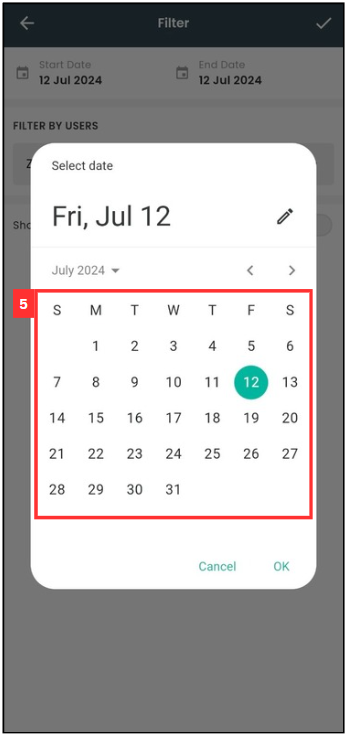 Filter
Start Date
12 Jul 2024
End Date
12 Jul 2024
FILTER BY USERS
Z
Sho
Select date
Fri, Jul 12
July 2024
5
S M T W T F S
1 2 3 4 5 6
7 8 9 10 11 12 13
14 15 16 17 18 19 20
21 22 23 24 25 26 27
28 29 30 31
Cancel OK